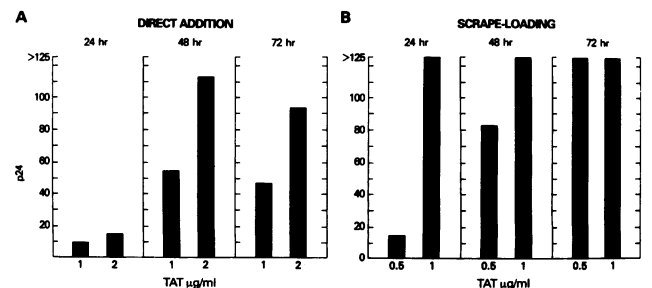 A DIRECT ADDITION
24 hr 48 hr 72 hr
>125
100
80
60
40
20
p24
1 2 1 2 1 2
TAT μg/ml
B SCRAPE-LOADING
24 hr 48 hr 72 hr
>125
100
80
60
40
20
0
0.5 1 0.5 1 0.5 1
TAT μg/ml